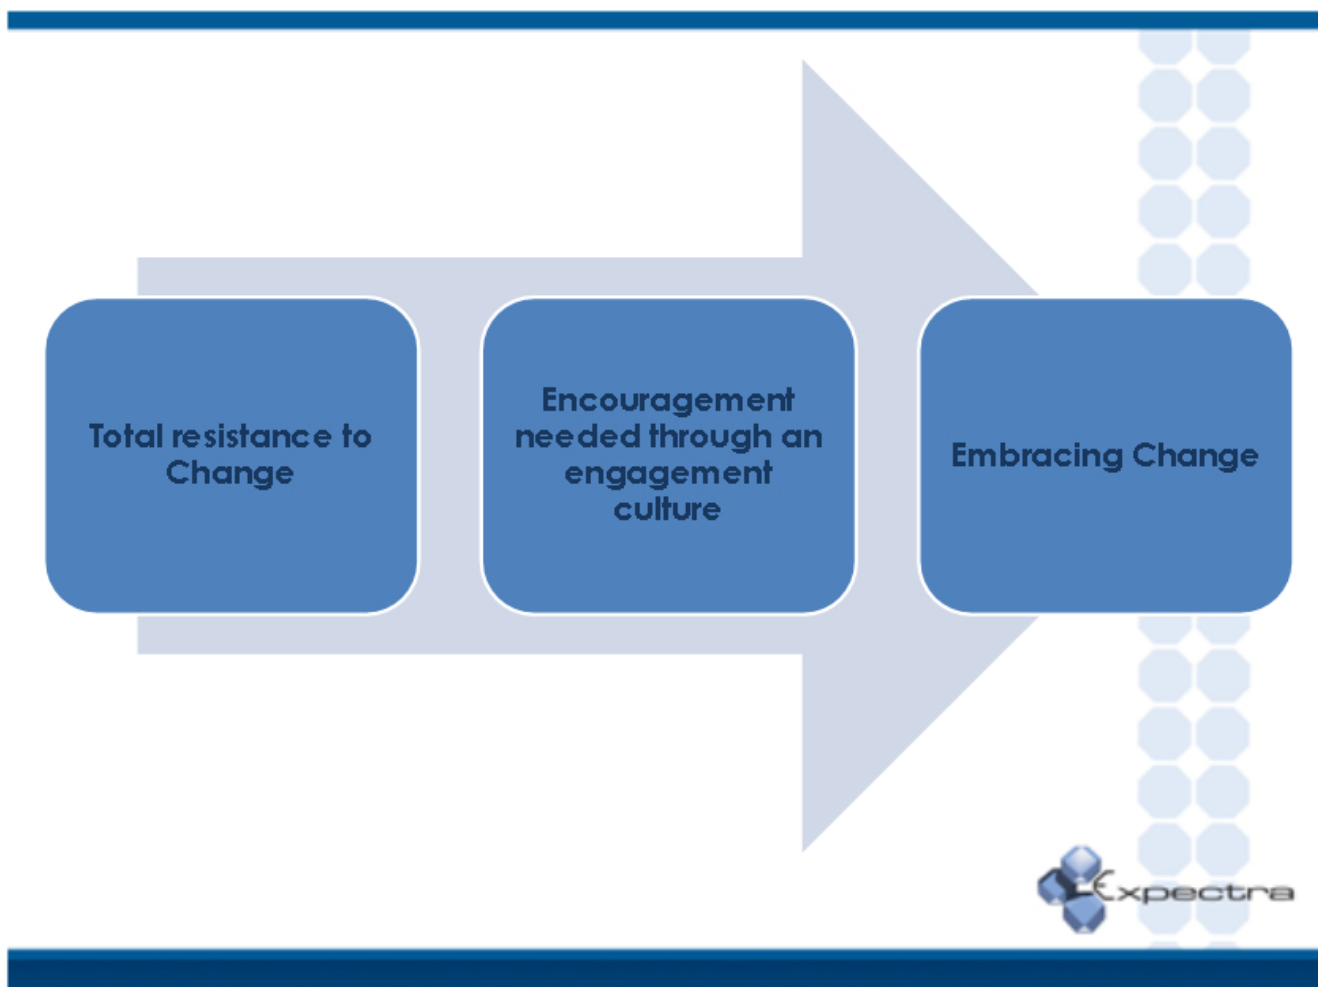 Total resistance to
Change
Encouragement
needed through an
engagement
culture
Embracing Change
Expectra